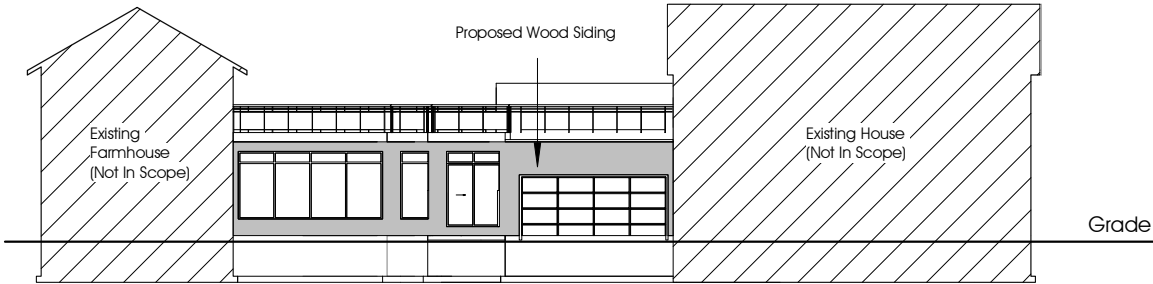 Proposed Wood Siding
Existing
Farmhouse
(Not In Scope)
Existing House
(Not In Scope)
Grade